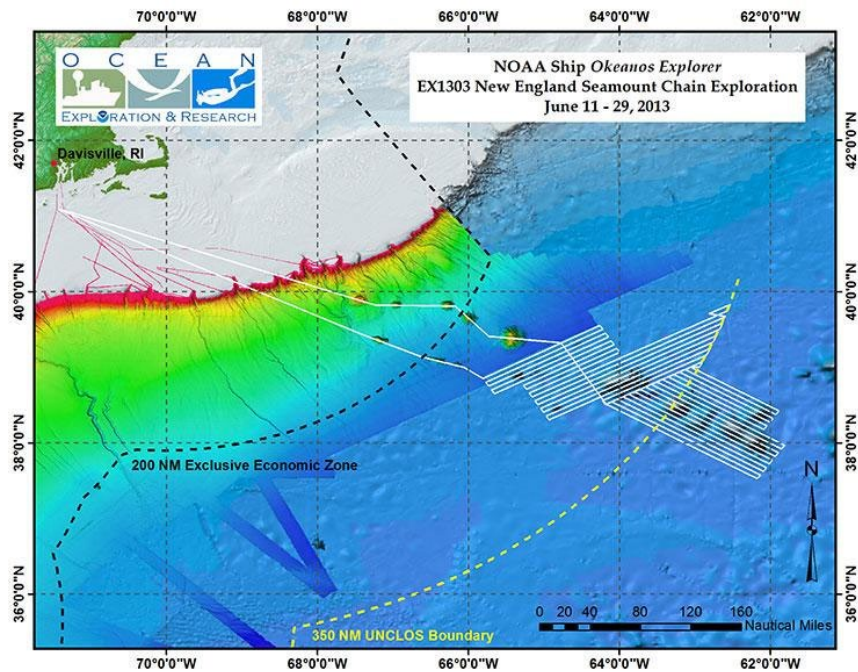 70°0'0"W 68°0'0"W 66°0'0"W 64°0'0"W 62°0'0"W
OCEAN
EXPLORATION & RESEARCH
NOAA Ship Okeanos Explorer
EX1303 New England Seamount Chain Exploration
June 11 - 29, 2013
42°0'0"N 42°0'0"N
Davisville, RI
40°0'0"N 40°0'0"N
38°0'0"N 38°0'0"N
200 NM Exclusive Economic Zone
N
36°0'0"N 36°0'0"N
0 20 40 80 120 160
Nautical Miles
350 NM UNCLOS Boundary
70°0'0"W 68°0'0"W 66°0'0"W 64°0'0"W 62°0'0"W